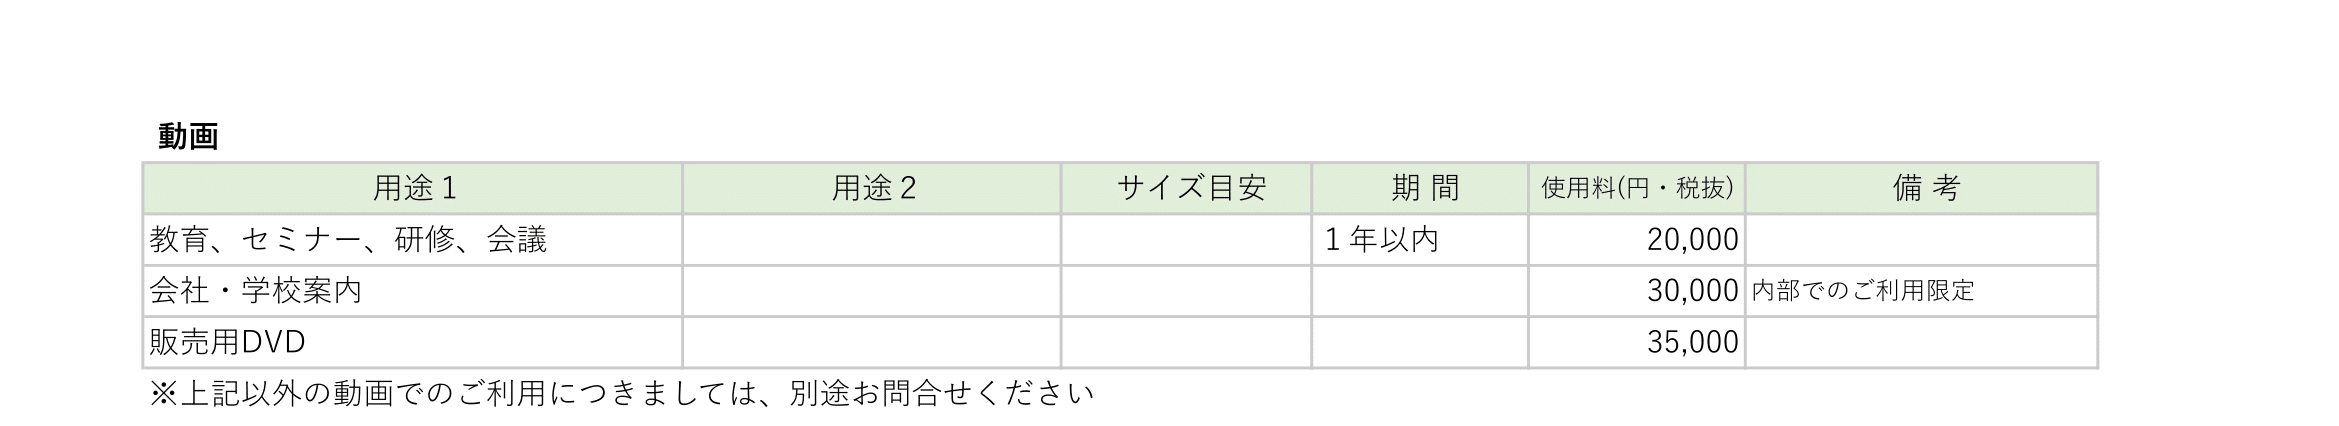 動画
用途１ 用途２ サイズ目安 期 間 使用料(円・税抜) 備 考
教育、セミナー、研修、会議 １年以内 20,000
会社・学校案内 30,000 内部でのご利用限定
販売用DVD 35,000
※上記以外の動画でのご利用につきましては、別途お問合せください